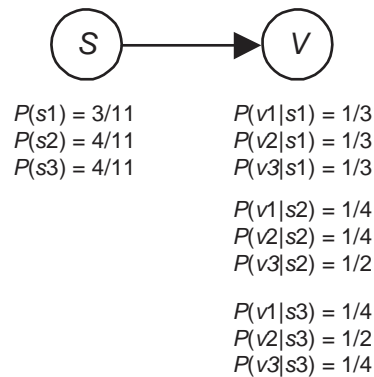 S
V
P(s1) = 3/11
P(s2) = 4/11
P(s3) = 4/11
P(v1|s1) = 1/3
P(v2|s1) = 1/3
P(v3|s1) = 1/3
P(v1|s2) = 1/4
P(v2|s2) = 1/4
P(v3|s2) = 1/2
P(v1|s3) = 1/4
P(v2|s3) = 1/2
P(v3|s3) = 1/4